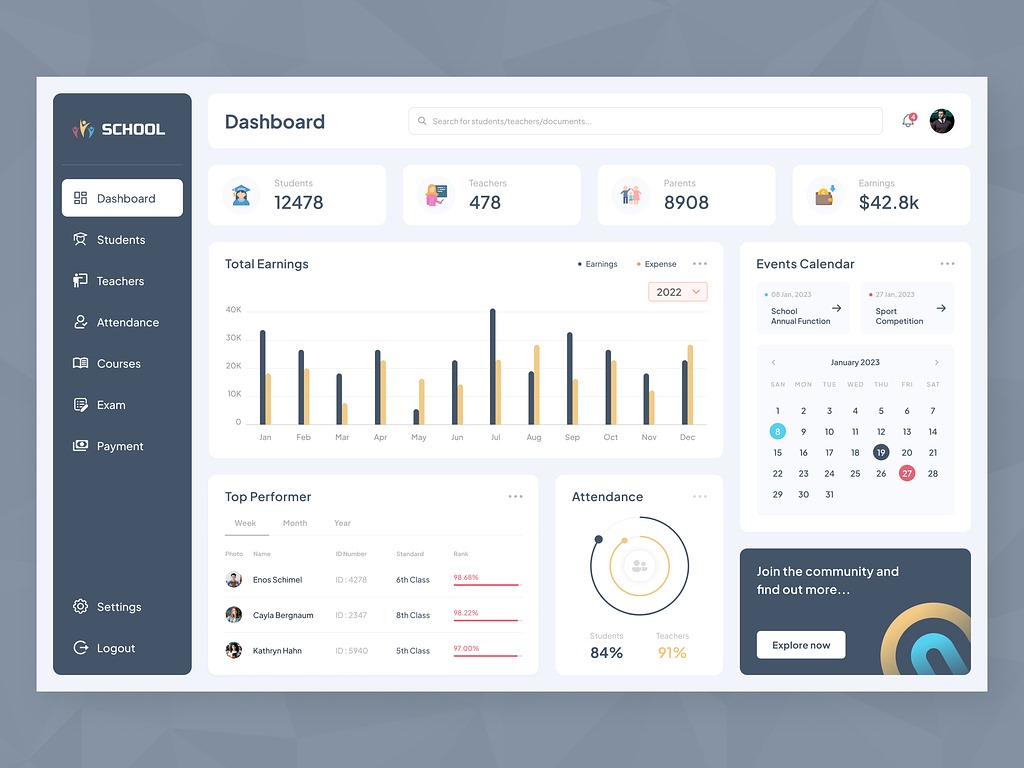 SCHOOL
Dashboard
Students
Teachers
Attendance
Courses
Exam
Payment
Settings
Logout
Dashboard
Search for students/teachers/documents...
4
Students
12478
Teachers
478
Parents
8908
Earnings
$42.8k
Total Earnings
Earnings
Expense
2022
40K
30K
20K
10K
0
Jan Feb Mar Apr May Jun Jul Aug Sep Oct Nov Dec
Top Performer
Week Month Year
Photo Name ID Number Standard Rank
Enos Schimel ID : 4278 6th Class 98.68%
Cayla Bergnaum ID : 2347 8th Class 98.22%
Kathryn Hahn ID : 5940 5th Class 97.00%
Attendance
Students
84%
Teachers
91%
Events Calendar
08 Jan, 2023
School
Annual Function
27 Jan, 2023
Sport
Competition
January 2023
SAN MON TUE WED THU FRI SAT
1 2 3 4 5 6 7
8 9 10 11 12 13 14
15 16 17 18 19 20 21
22 23 24 25 26 27 28
29 30 31
Join the community and
find out more...
Explore now